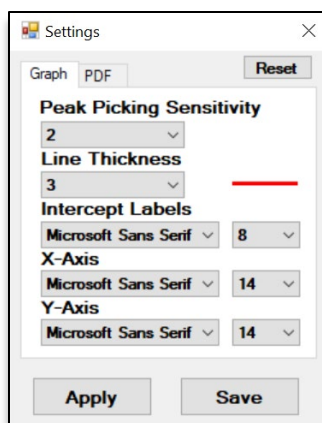 Settings
Graph PDF Reset
Peak Picking Sensitivity
2
Line Thickness
3
Intercept Labels
Microsoft Sans Serif 8
X-Axis
Microsoft Sans Serif 14
Y-Axis
Microsoft Sans Serif 14
Apply Save